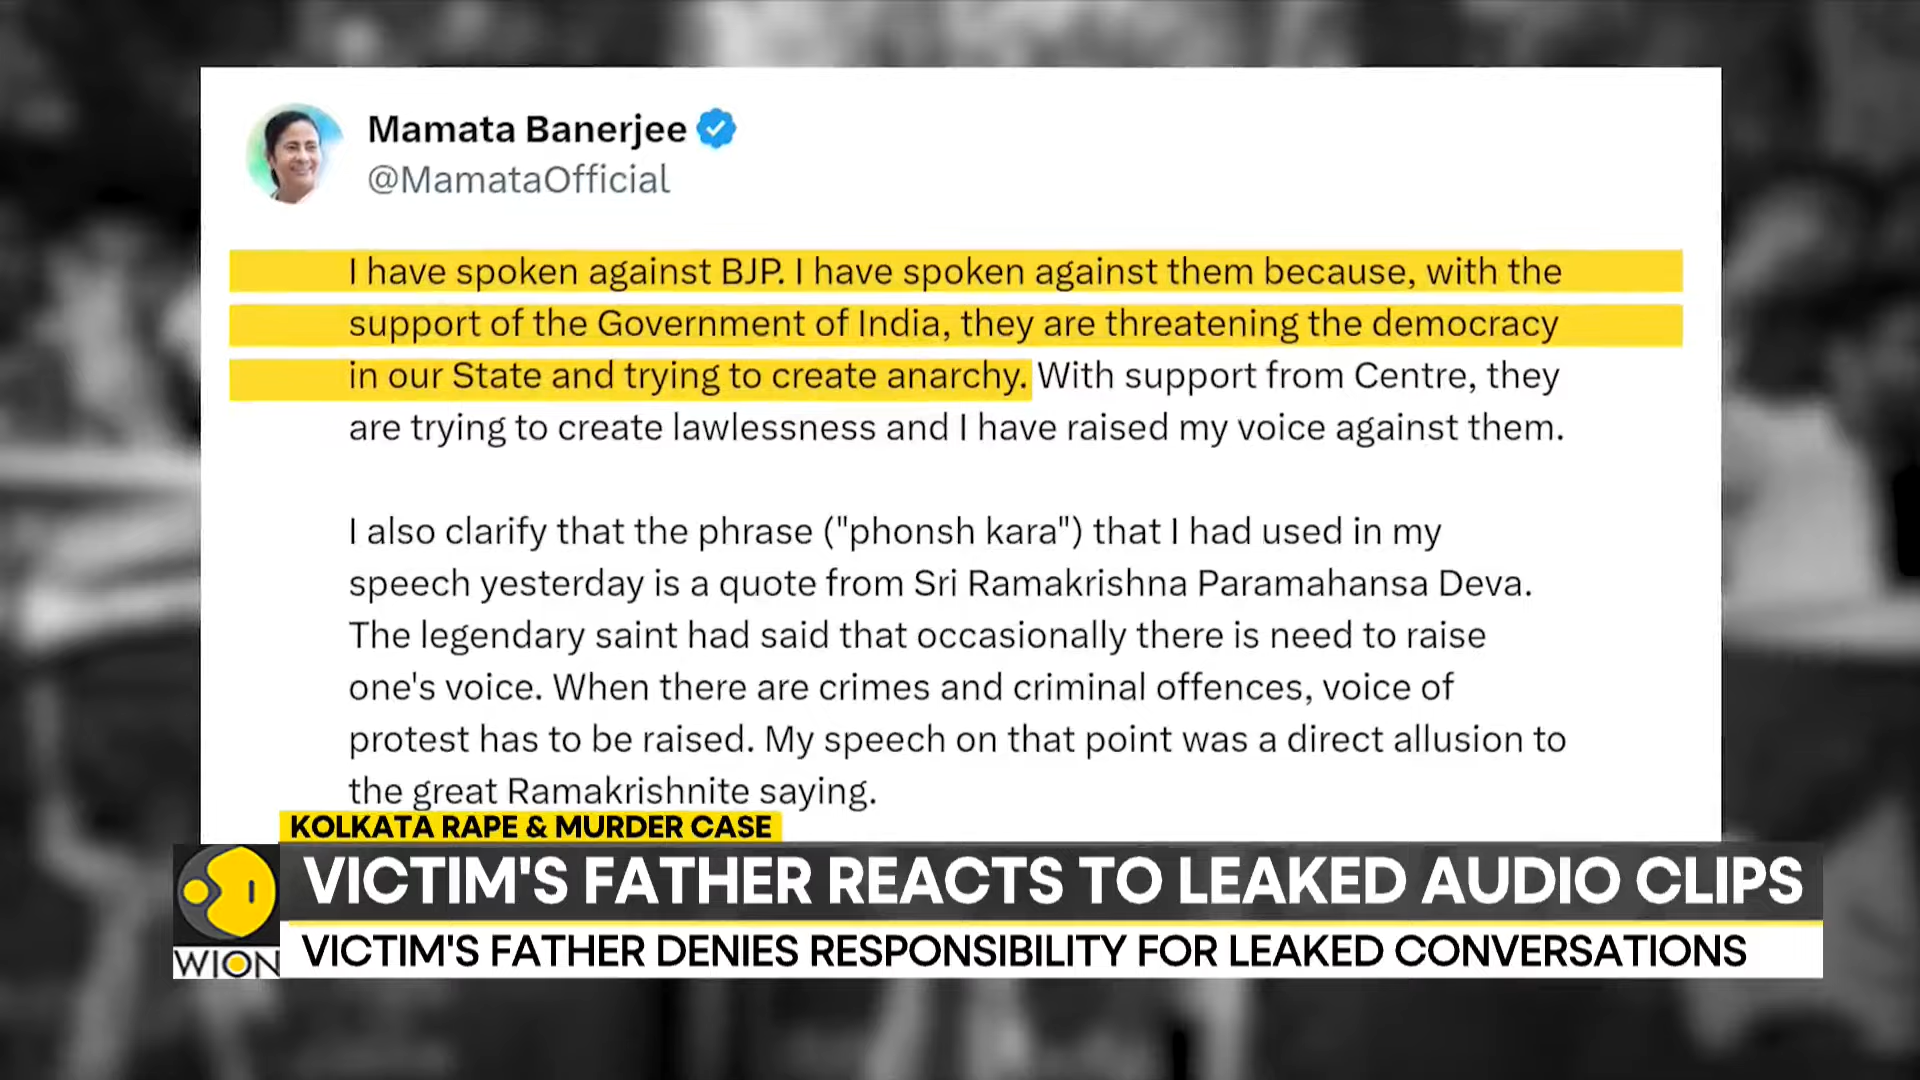 Mamata Banerjee
@MamataOfficial
I have spoken against BJP. I have spoken against them because, with the
support of the Government of India, they are threatening the democracy
in our State and trying to create anarchy. With support from Centre, they
are trying to create lawlessness and I have raised my voice against them.
I also clarify that the phrase ("phonsh kara") that I had used in my
speech yesterday is a quote from Sri Ramakrishna Paramahansa Deva.
The legendary saint had said that occasionally there is need to raise
one's voice. When there are crimes and criminal offences, voice of
protest has to be raised. My speech on that point was a direct allusion to
the great Ramakrishnite saying.
KOLKATA RAPE & MURDER CASE
VICTIM'S FATHER REACTS TO LEAKED AUDIO CLIPS
VICTIM'S FATHER DENIES RESPONSIBILITY FOR LEAKED CONVERSATIONS
WION